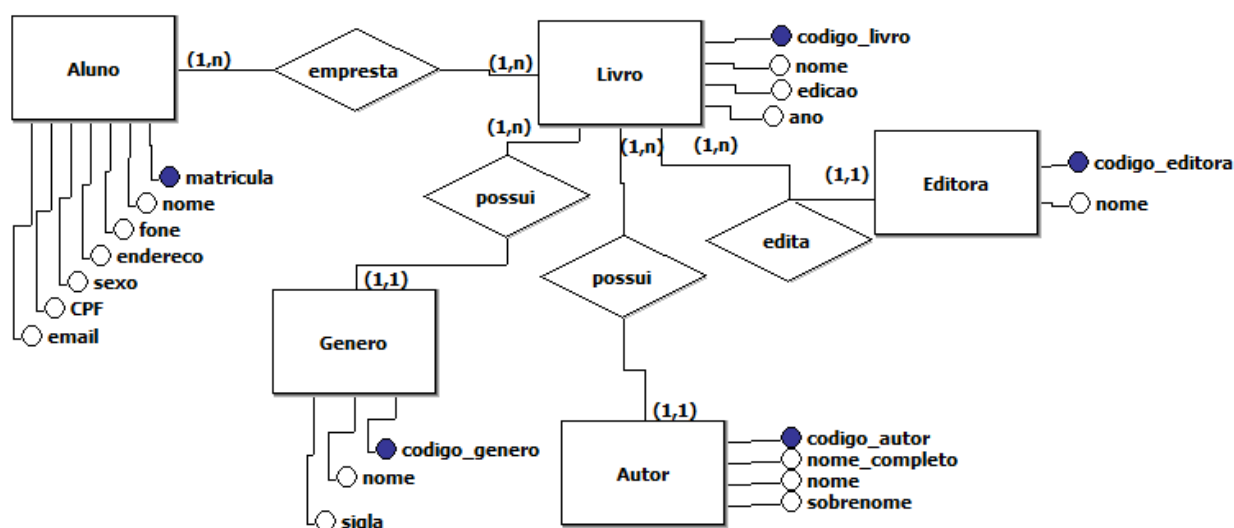 Aluno
(1,n)
empresta
(1,n)
Livro
codigo_livro
nome
edicao
ano
(1,n)
(1,n)
(1,n)
(1,1)
Editora
codigo_editora
nome
matricula
nome
fone
endereco
sexo
CPF
email
possui
edita
possui
(1,1)
Genero
codigo_genero
nome
sigla
(1,1)
Autor
codigo_autor
nome_completo
nome
sobrenome